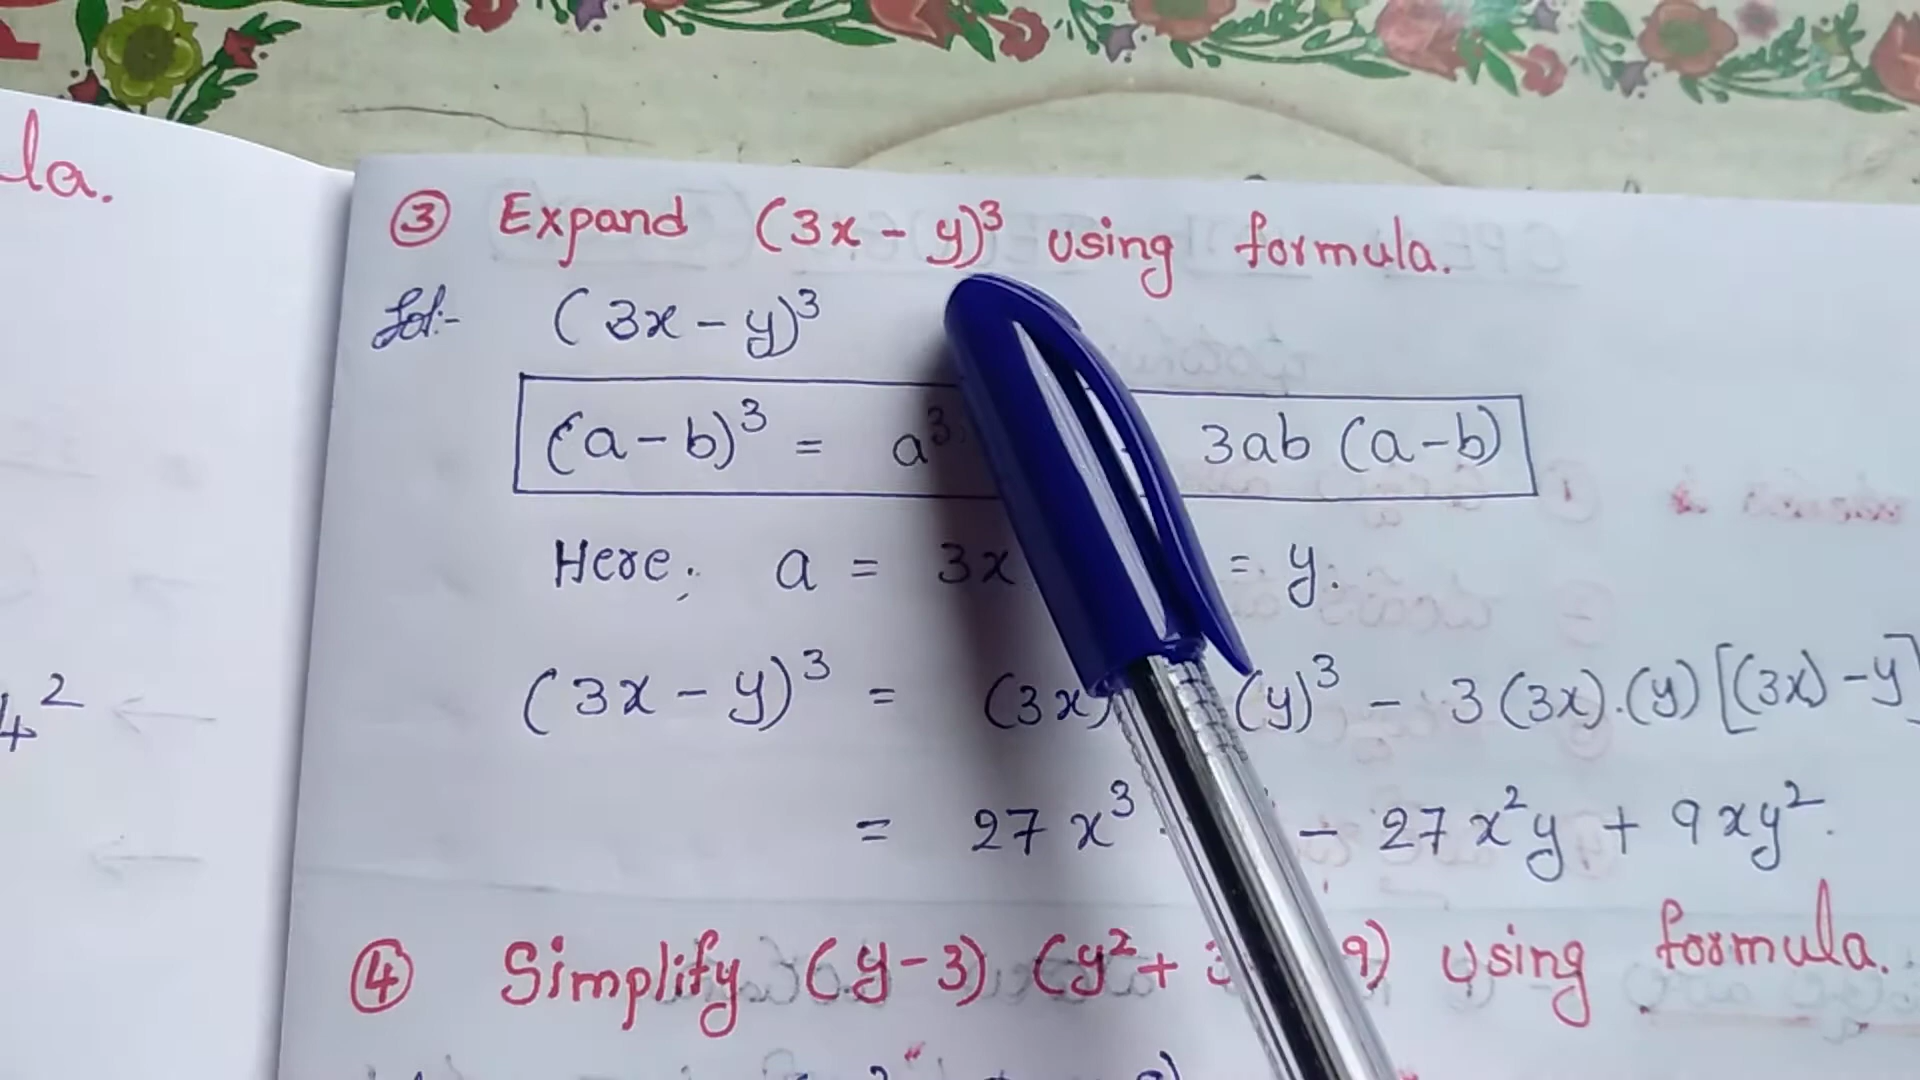 la.
③ Expand (3x - y)³ using formula.
Sol:- (3x - y)³
(a - b)³ = a³ 3ab (a - b)
Here, a = 3x = y.
4² ←
(3x - y)³ = (3x) (y)³ - 3(3x).(y)[(3x) - y]
= 27x³ - 27x²y + 9xy².
←
④ Simplify (y - 3) (y² + 9) using formula.